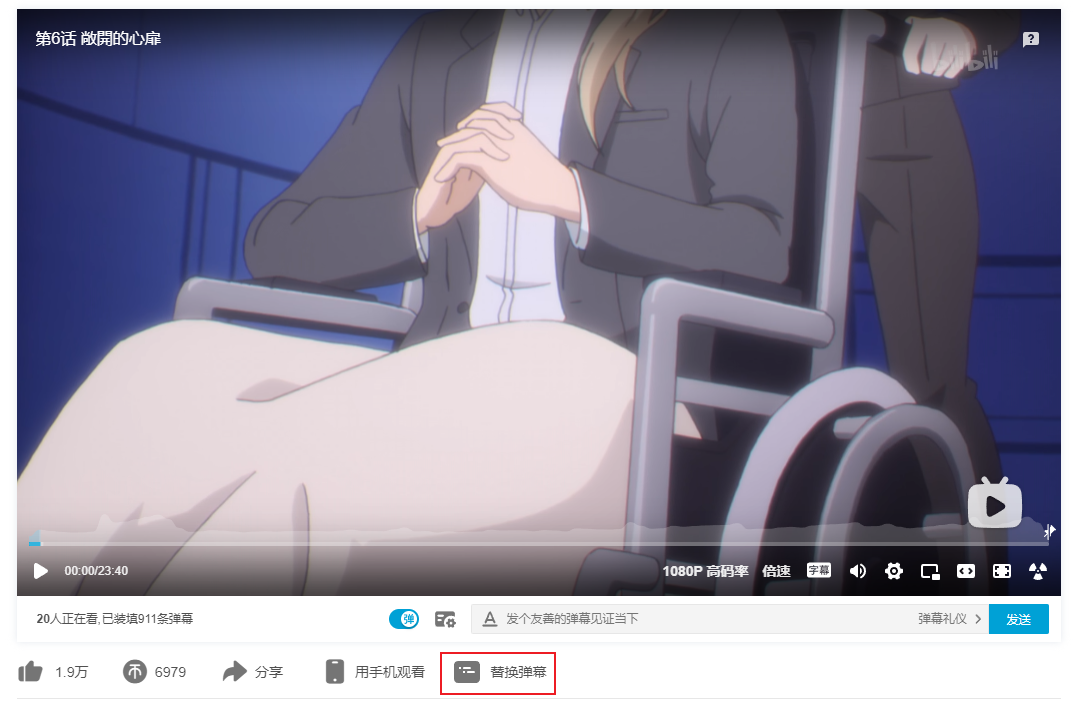 第6话 敞開的心扉
bilibili
00:00/23:40
1080P 高码率
倍速
字幕
20人正在看,已装填911条弹幕
弹
发个友善的弹幕见证当下
弹幕礼仪
发送
1.9万
6979
分享
用手机观看
替换弹幕